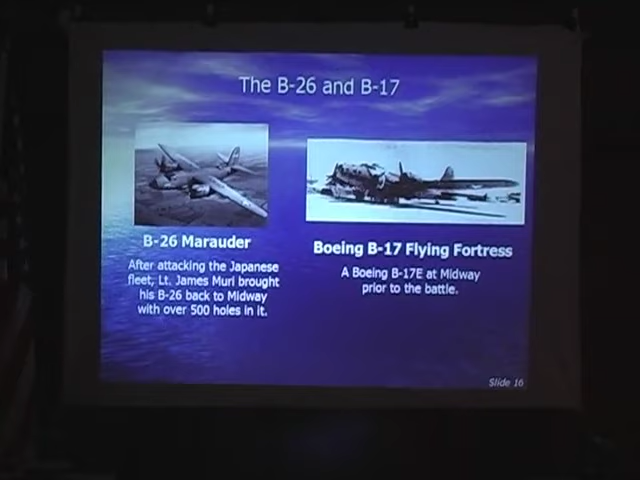 The B-26 and B-17
B-26 Marauder
After attacking the Japanese
fleet, Lt. James Muri brought
his B-26 back to Midway
with over 500 holes in it.
Boeing B-17 Flying Fortress
A Boeing B-17E at Midway
prior to the battle.
Slide 16